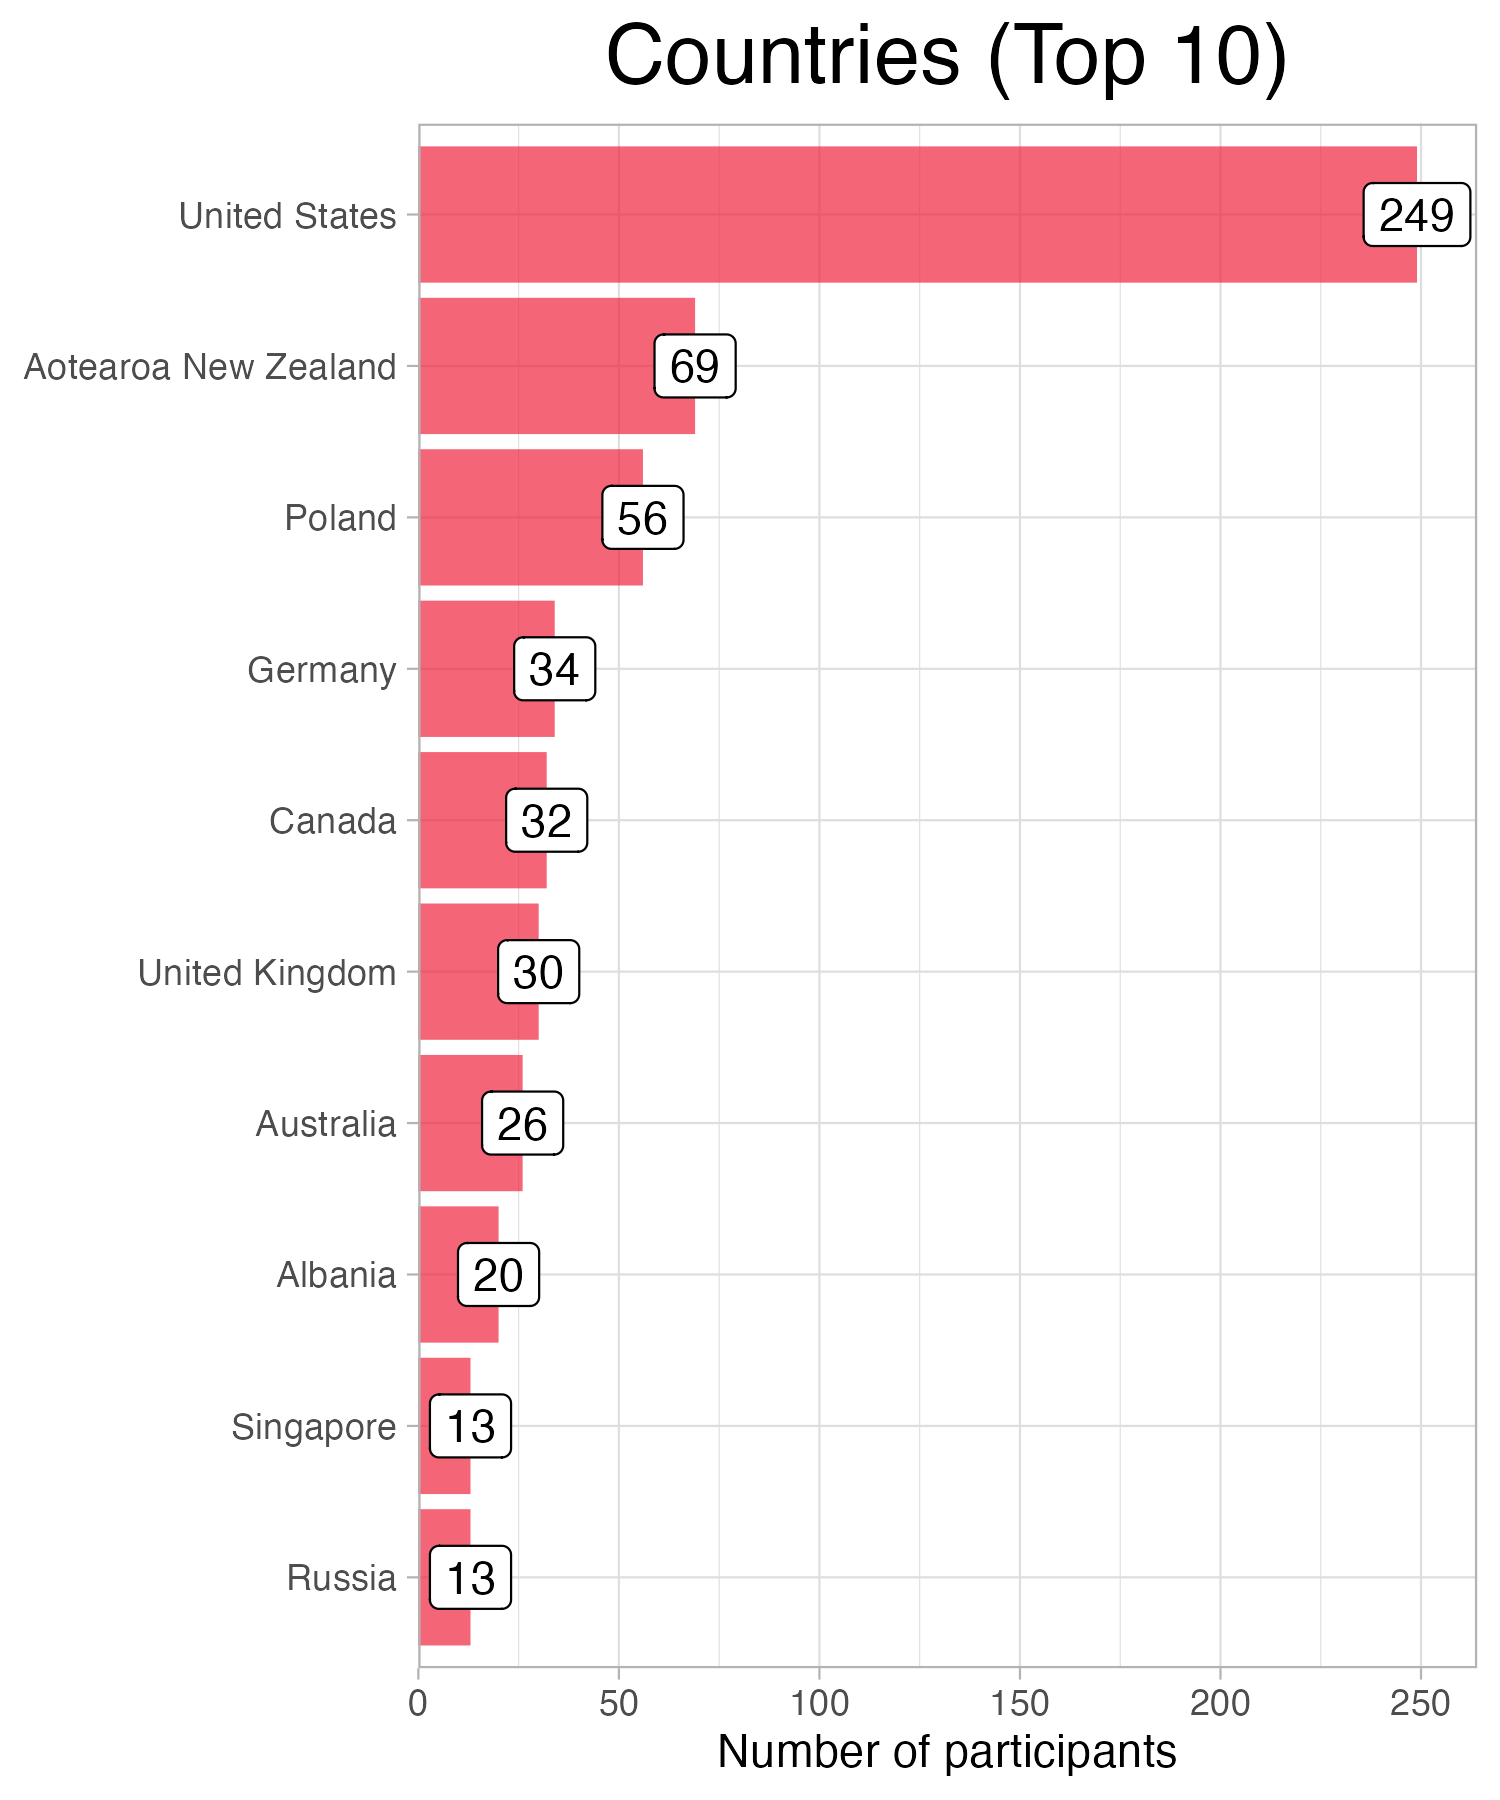 Countries (Top 10)
United States 249
Aotearoa New Zealand 69
Poland 56
Germany 34
Canada 32
United Kingdom 30
Australia 26
Albania 20
Singapore 13
Russia 13
0 50 100 150 200 250
Number of participants